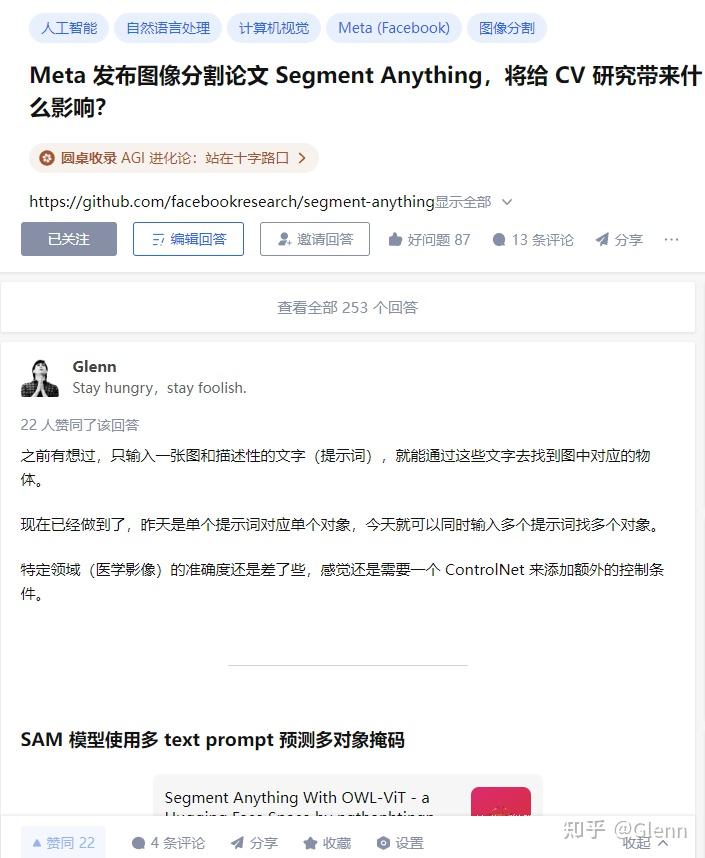 人工智能 自然语言处理 计算机视觉 Meta (Facebook) 图像分割
Meta 发布图像分割论文 Segment Anything，将给 CV 研究带来什
么影响？
圆桌收录 AGI 进化论：站在十字路口
https://github.com/facebookresearch/segment-anything显示全部
已关注 编辑回答 邀请回答 好问题 87 13 条评论 分享 ···
查看全部 253 个回答
Glenn
Stay hungry，stay foolish.
22 人赞同了该回答
之前有想过，只输入一张图和描述性的文字（提示词），就能通过这些文字去找到图中对应的物
体。
现在已经做到了，昨天是单个提示词对应单个对象，今天就可以同时输入多个提示词找多个对象。
特定领域（医学影像）的准确度还是差了些，感觉还是需要一个 ControlNet 来添加额外的控制条
件。
SAM 模型使用多 text prompt 预测多对象掩码
Segment Anything With OWL-ViT - a
Hugging Face Space by
知乎 @Glenn
赞同 22 4 条评论 分享 收藏 设置 收起